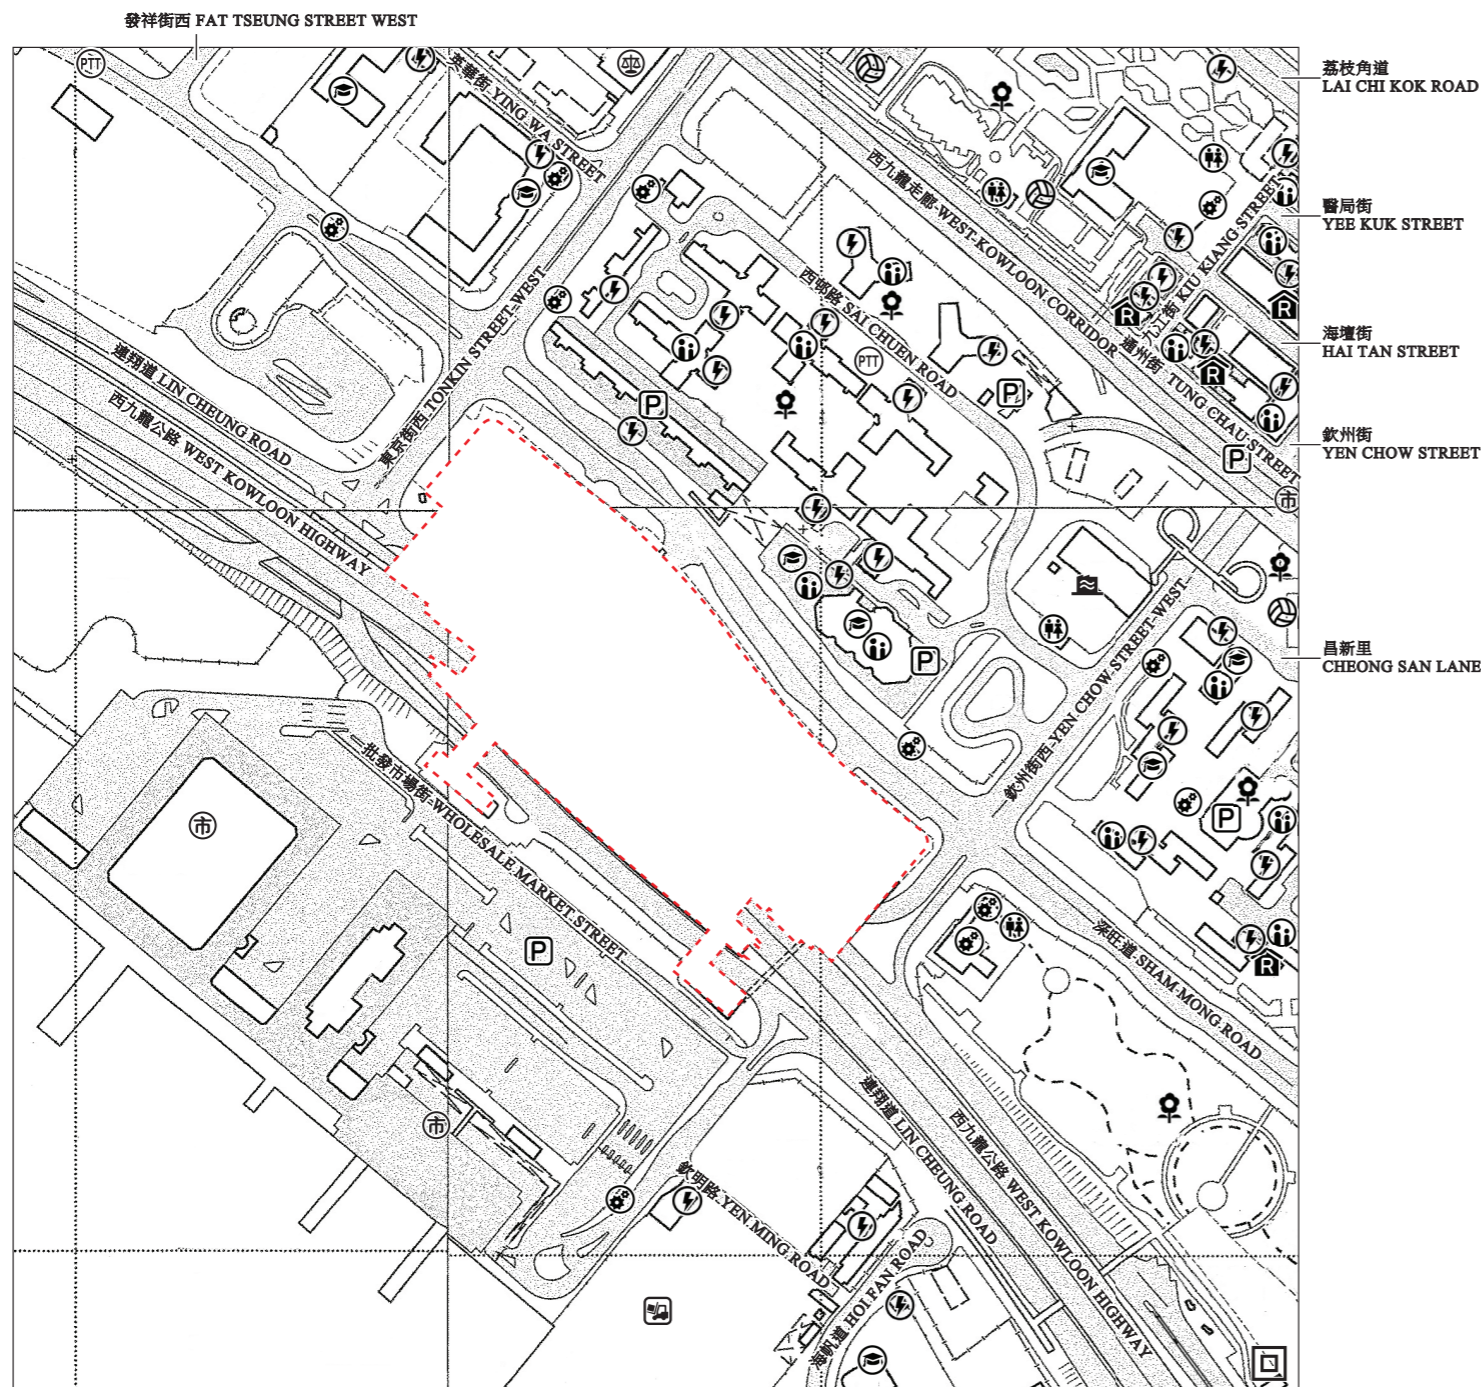 發祥街西 FAT TSEUNG STREET WEST
荔枝角道
LAI CHI KOK ROAD
PTT
英華街 YING WA STREET
西九龍走廊 WEST KOWLOON CORRIDOR
KIU KIANG STREET
醫局街
YEE KUK STREET
東京街西 TONKIN STREET WEST
西邨路 SAI CHUEN ROAD
PTT
R
R
R
海壇街
HAI TAN STREET
通州街 TUNG CHAU STREET
連翔道 LIN CHEUNG ROAD
西九龍公路 WEST KOWLOON HIGHWAY
P
P
P
欽州街
YEN CHOW STREET
市
昌新里
CHEONG SAN LANE
P
欽州街西 YEN CHOW STREET WEST
批發市場街 WHOLESALE MARKET STREET
市
P
P
R
深旺道 SHAM MONG ROAD
市
連翔道 LIN CHEUNG ROAD
西九龍公路 WEST KOWLOON HIGHWAY
欽明路 YEN MING ROAD
海帆道 HOI FAN ROAD